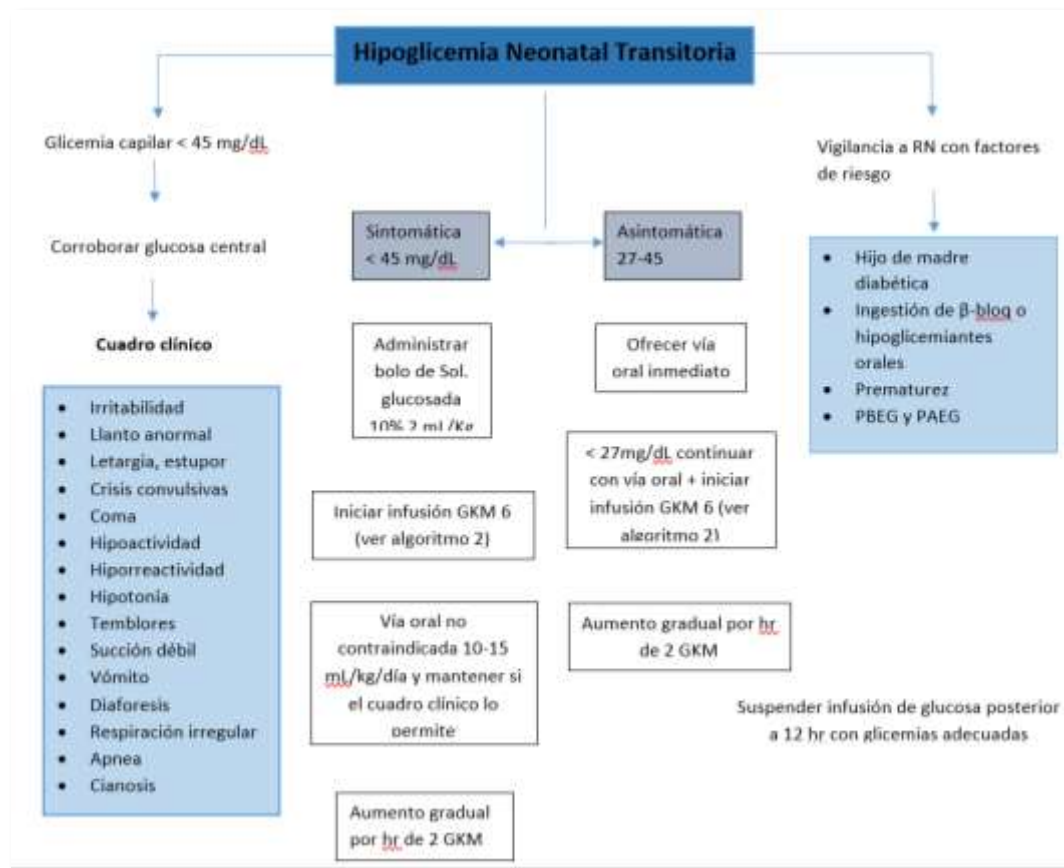 Hipoglicemia Neonatal Transitoria
Glicemia capilar < 45 mg/dL
Corroborar glucosa central
Cuadro clínico
• Irritabilidad
• Llanto anormal
• Letargia, estupor
• Crisis convulsivas
• Coma
• Hipoactividad
• Hiporreactividad
• Hipotonía
• Temblores
• Succión débil
• Vómito
• Diaforesis
• Respiración irregular
• Apnea
• Cianosis
Sintomática
< 45 mg/dL
Administrar
bolo de Sol.
glucosada
10% 2 mL/Kg
Iniciar infusión GKM 6
(ver algoritmo 2)
Vía oral no
contraindicada 10-15
mL/kg/día y mantener si
el cuadro clínico lo
permite
Aumento gradual
por hr de 2 GKM
Asintomática
27-45
Ofrecer vía
oral inmediato
< 27mg/dL continuar
con vía oral + iniciar
infusión GKM 6 (ver
algoritmo 2)
Aumento gradual por hr
de 2 GKM
Vigilancia a RN con factores
de riesgo
• Hijo de madre
diabética
• Ingestión de β-bloq o
hipoglicemiantes
orales
• Prematurez
• PBEG y PAEG
Suspender infusión de glucosa posterior
a 12 hr con glicemias adecuadas